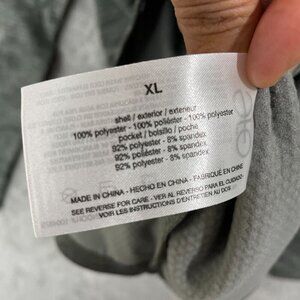 XL
shell / exterior / exterieur
100% polyester - 100% poliéster - 100% polyester
pocket / bolsillo / poche
92% polyester - 8% spandex
92% poliéster - 8% spandex
92% polyester - 8% spandex
MADE IN CHINA - HECHO EN CHINA - FABRIQUÉ EN CHINE
SEE REVERSE FOR CARE - VER AL REVERSO PARA EL CUIDADO
VOIR LES INSTRUCTIONS D'ENTRETIEN AU DOS